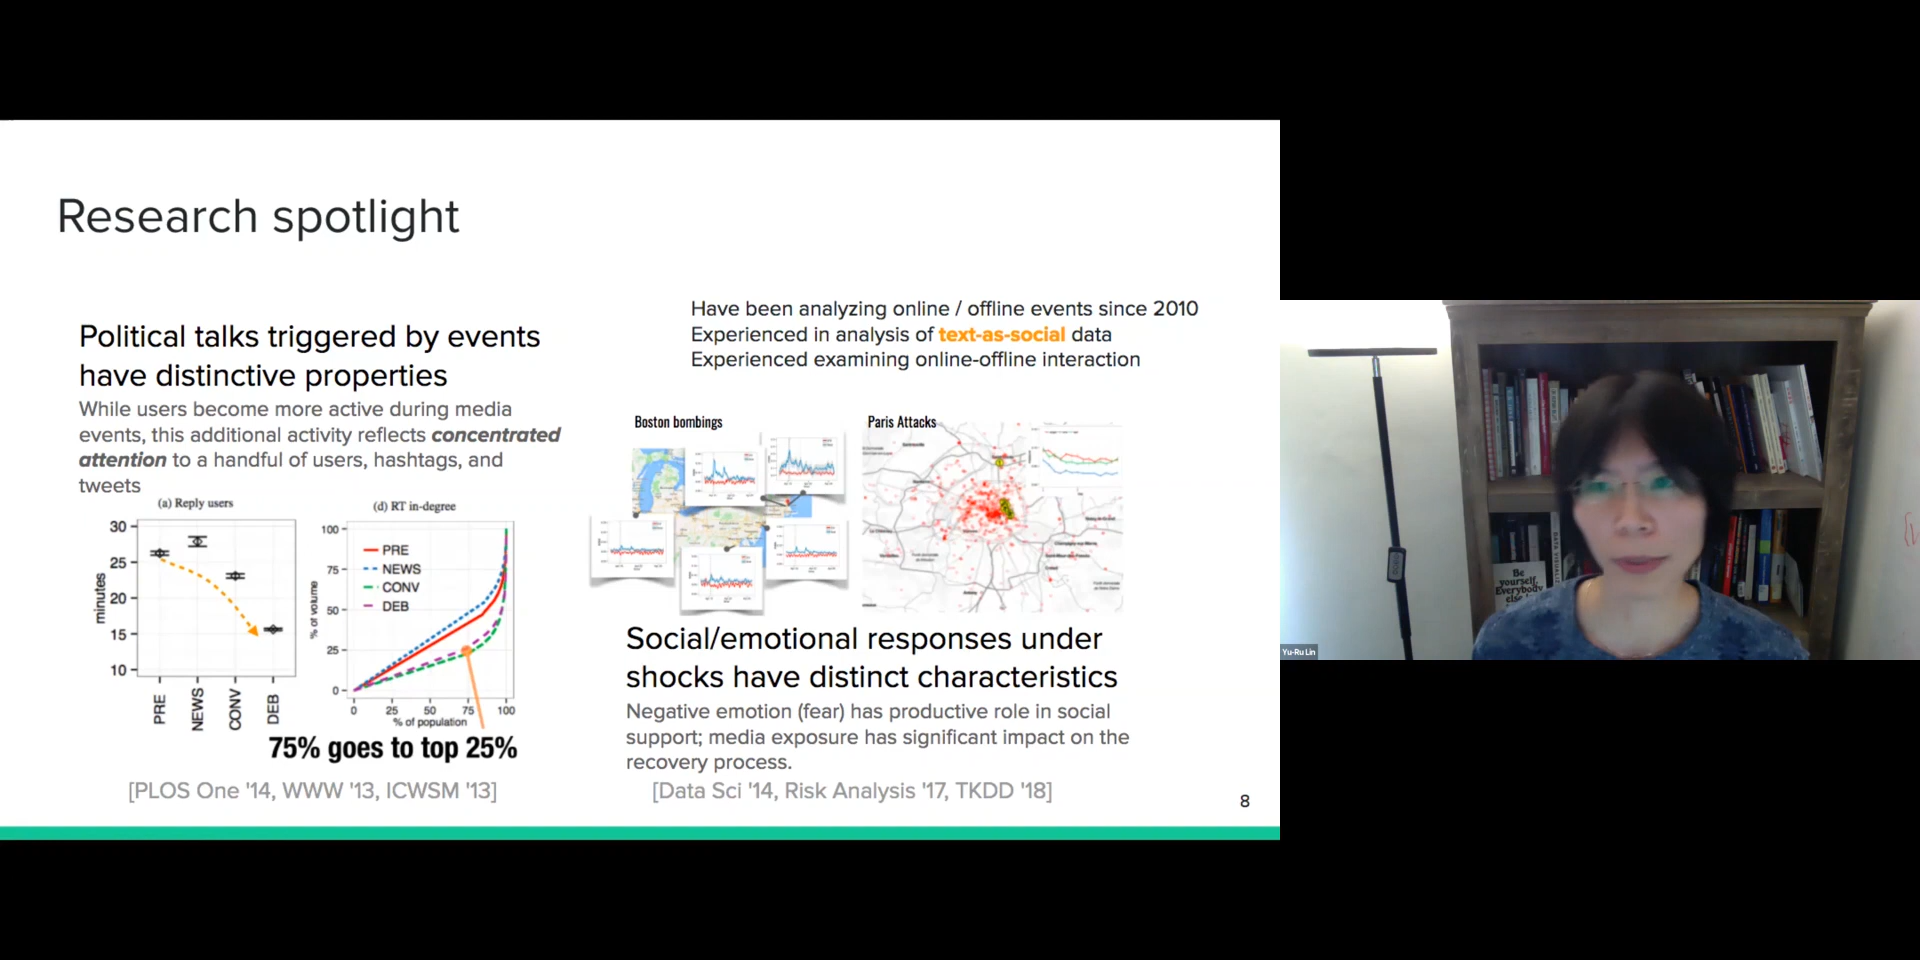 Research spotlight
Political talks triggered by events
have distinctive properties
While users become more active during media
events, this additional activity reflects concentrated
attention to a handful of users, hashtags, and
tweets
(a) Reply users
30
25
20
15
10
minutes
PRE
NEWS
CONV
DEB
(d) RT in-degree
100
75
50
25
0
% of volume
PRE
NEWS
CONV
DEB
0 25 50 75 100
% of population
75% goes to top 25%
[PLOS One '14, WWW '13, ICWSM '13]
Have been analyzing online / offline events since 2010
Experienced in analysis of text-as-social data
Experienced examining online-offline interaction
Boston bombings
Paris Attacks
Social/emotional responses under
shocks have distinct characteristics
Negative emotion (fear) has productive role in social
support; media exposure has significant impact on the
recovery process.
[Data Sci '14, Risk Analysis '17, TKDD '18]
8
Be
yourself.
Everybody
Yu-Ru Lin